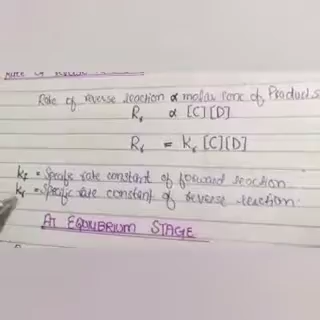 Rate of reverse reaction ∝ molar conc of Products
Rᵣ ∝ [C][D]
Rᵣ = Kᵣ [C][D]
Kf = Specific rate constant of forward reaction
Kᵣ = Specific rate constant of reverse reaction.
AT EQUILIBRIUM STAGE